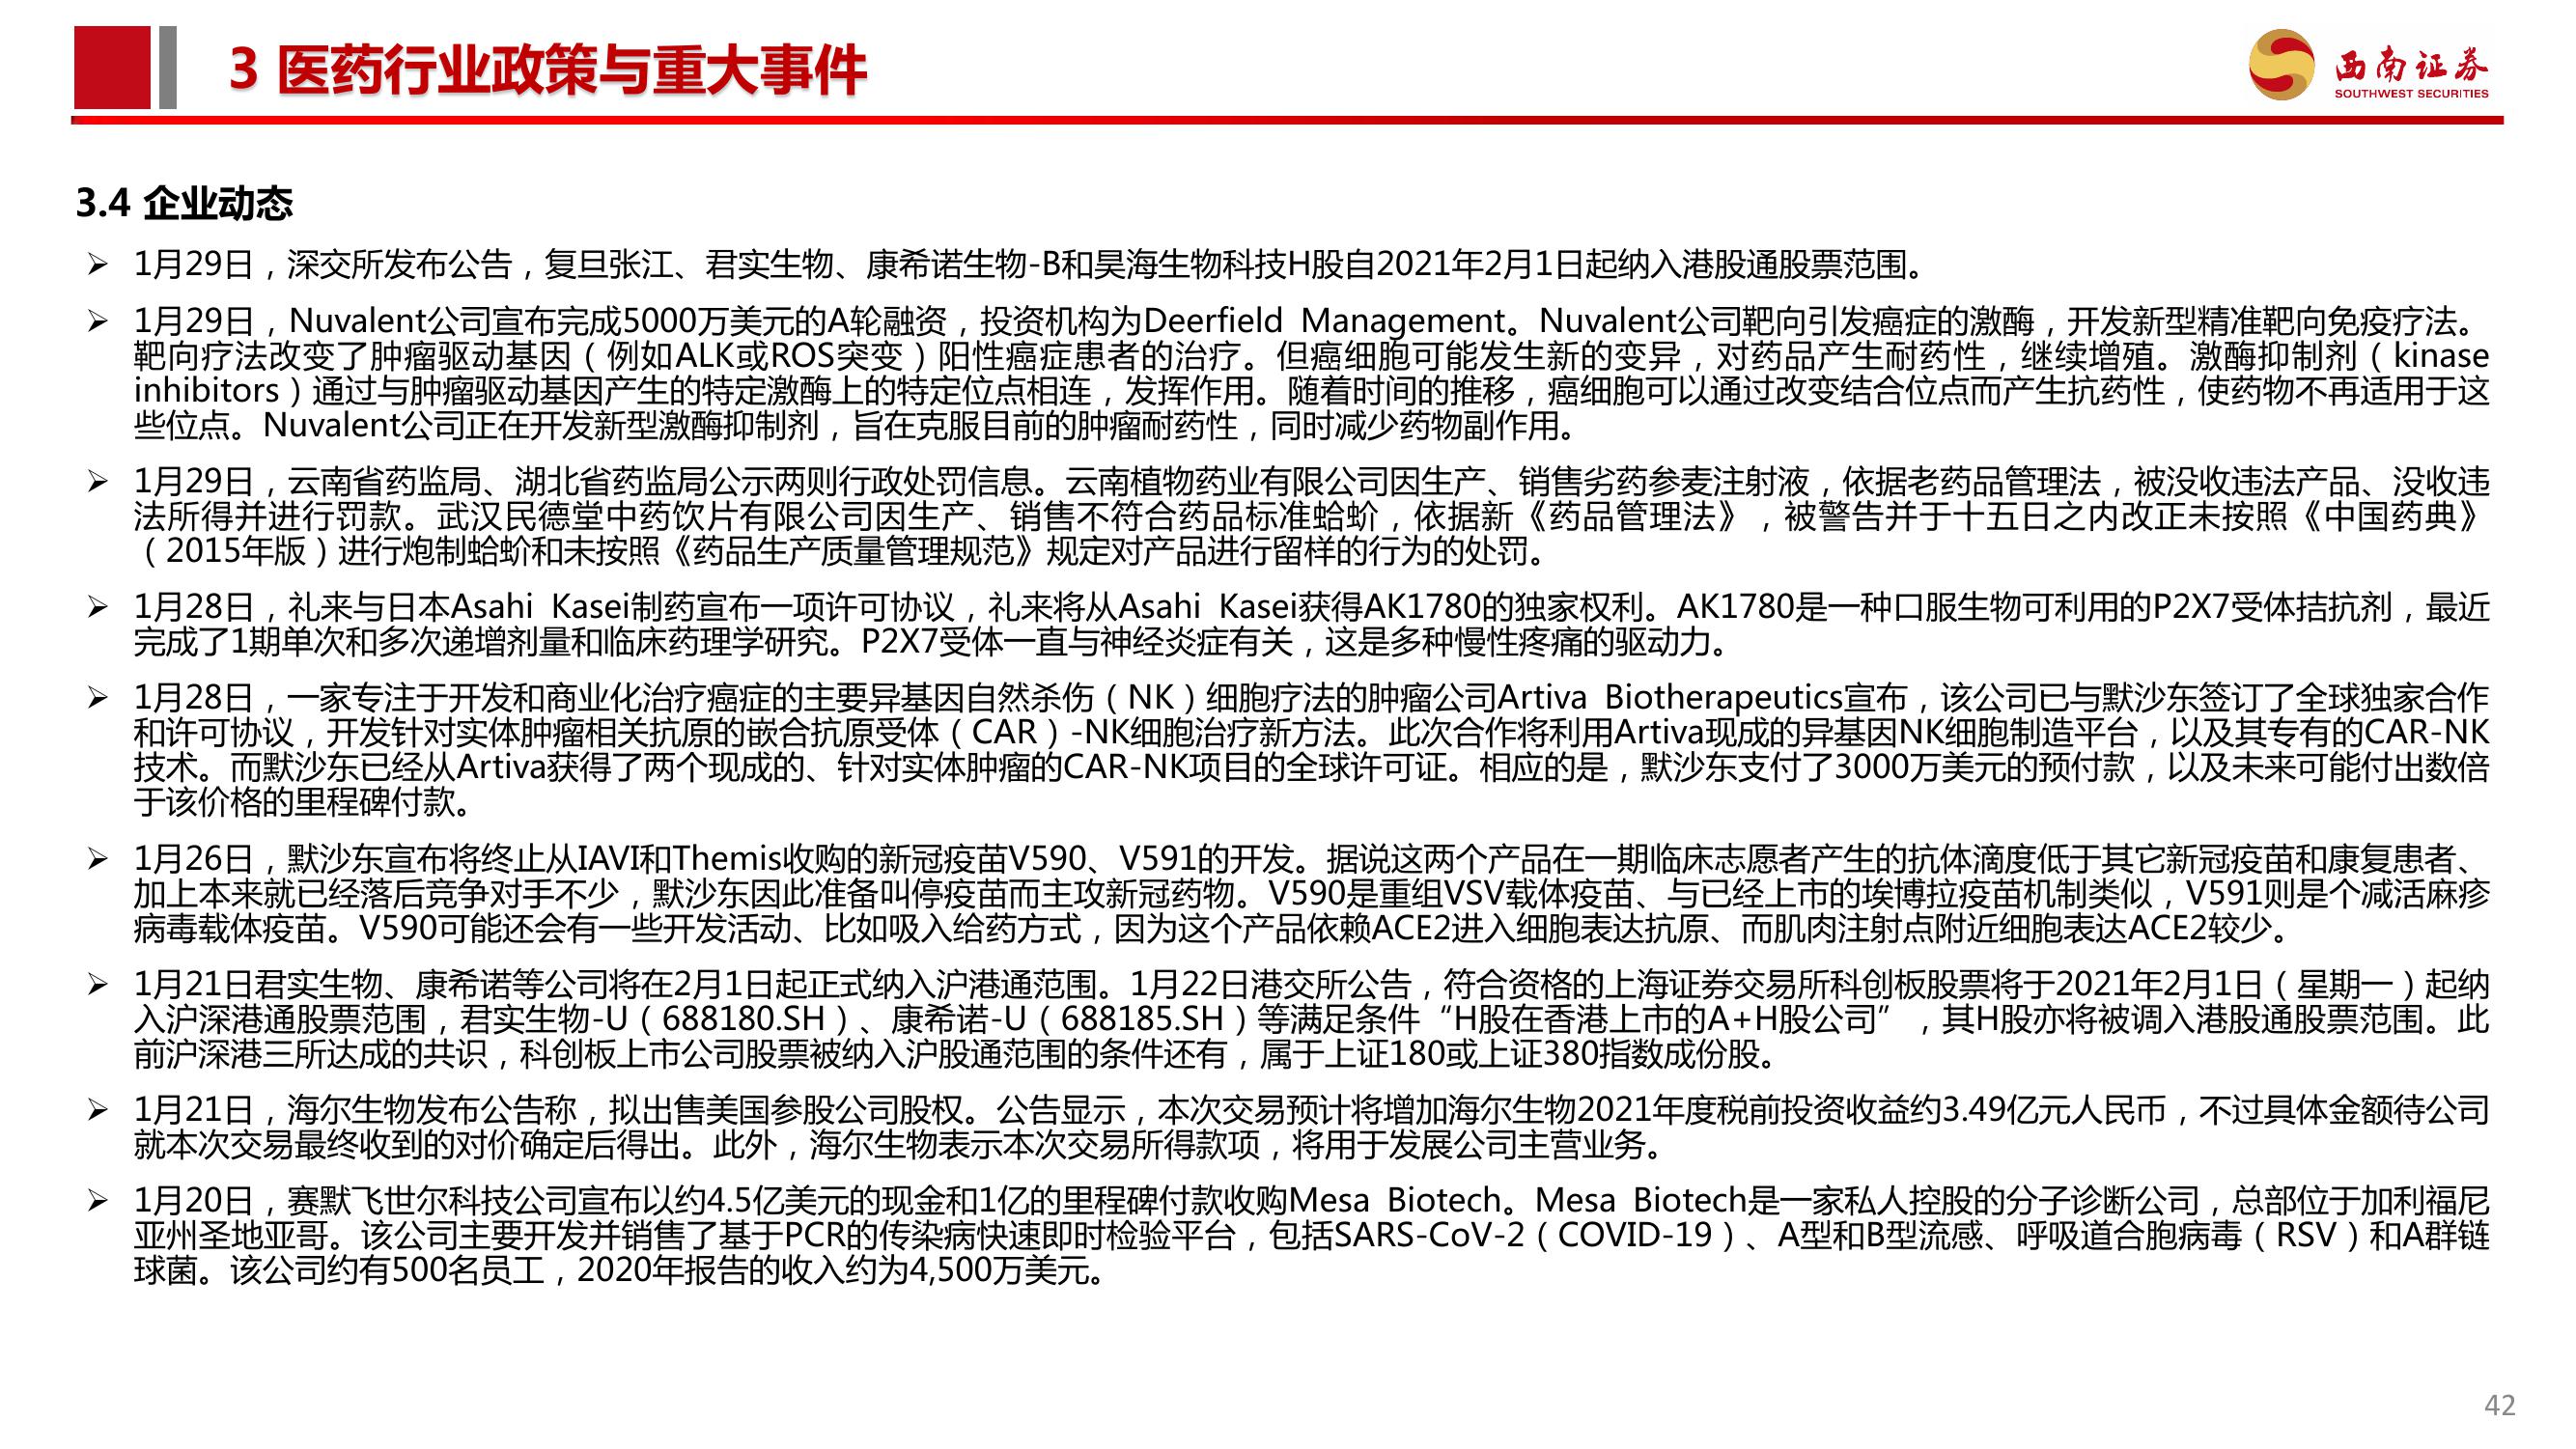 3 医药行业政策与重大事件
西南证券
SOUTHWEST SECURITIES
3.4 企业动态
➢ 1月29日，深交所发布公告，复旦张江、君实生物、康希诺生物-B和昊海生物科技H股自2021年2月1日起纳入港股通股票范围。
➢ 1月29日，Nuvalent公司宣布完成5000万美元的A轮融资，投资机构为Deerfield Management。Nuvalent公司靶向引发癌症的激酶，开发新型精准靶向免疫疗法。
靶向疗法改变了肿瘤驱动基因（例如ALK或ROS突变）阳性癌症患者的治疗。但癌细胞可能发生新的变异，对药品产生耐药性，继续增殖。激酶抑制剂（kinase
inhibitors）通过与肿瘤驱动基因产生的特定激酶上的特定位点相连，发挥作用。随着时间的推移，癌细胞可以通过改变结合位点而产生抗药性，使药物不再适用于这
些位点。Nuvalent公司正在开发新型激酶抑制剂，旨在克服目前的肿瘤耐药性，同时减少药物副作用。
➢ 1月29日，云南省药监局、湖北省药监局公示两则行政处罚信息。云南植物药业有限公司因生产、销售劣药参麦注射液，依据老药品管理法，被没收违法产品、没收违
法所得并进行罚款。武汉民德堂中药饮片有限公司因生产、销售不符合药品标准蛤蚧，依据新《药品管理法》，被警告并于十五日之内改正未按照《中国药典》
（2015年版）进行炮制蛤蚧和未按照《药品生产质量管理规范》规定对产品进行留样的行为的处罚。
➢ 1月28日，礼来与日本Asahi Kasei制药宣布一项许可协议，礼来将从Asahi Kasei获得AK1780的独家权利。AK1780是一种口服生物可利用的P2X7受体拮抗剂，最近
完成了1期单次和多次递增剂量和临床药理学研究。P2X7受体一直与神经炎症有关，这是多种慢性疼痛的驱动力。
➢ 1月28日，一家专注于开发和商业化治疗癌症的主要异基因自然杀伤（NK）细胞疗法的肿瘤公司Artiva Biotherapeutics宣布，该公司已与默沙东签订了全球独家合作
和许可协议，开发针对实体肿瘤相关抗原的嵌合抗原受体（CAR）-NK细胞治疗新方法。此次合作将利用Artiva现成的异基因NK细胞制造平台，以及其专有的CAR-NK
技术。而默沙东已经从Artiva获得了两个现成的、针对实体肿瘤的CAR-NK项目的全球许可证。相应的是，默沙东支付了3000万美元的预付款，以及未来可能付出数倍
于该价格的里程碑付款。
➢ 1月26日，默沙东宣布将终止从IAVI和Themis收购的新冠疫苗V590、V591的开发。据说这两个产品在一期临床志愿者产生的抗体滴度低于其它新冠疫苗和康复患者、
加上本来就已经落后竞争对手不少，默沙东因此准备叫停疫苗而主攻新冠药物。V590是重组VSV载体疫苗、与已经上市的埃博拉疫苗机制类似，V591则是个减活麻疹
病毒载体疫苗。V590可能还会有一些开发活动、比如吸入给药方式，因为这个产品依赖ACE2进入细胞表达抗原、而肌肉注射点附近细胞表达ACE2较少。
➢ 1月21日君实生物、康希诺等公司将在2月1日起正式纳入沪港通范围。1月22日港交所公告，符合资格的上海证券交易所科创板股票将于2021年2月1日（星期一）起纳
入沪深港通股票范围，君实生物-U（688180.SH）、康希诺-U（688185.SH）等满足条件“H股在香港上市的A+H股公司”，其H股亦将被调入港股通股票范围。此
前沪深港三所达成的共识，科创板上市公司股票被纳入沪股通范围的条件还有，属于上证180或上证380指数成份股。
➢ 1月21日，海尔生物发布公告称，拟出售美国参股公司股权。公告显示，本次交易预计将增加海尔生物2021年度税前投资收益约3.49亿元人民币，不过具体金额待公司
就本次交易最终收到的对价确定后得出。此外，海尔生物表示本次交易所得款项，将用于发展公司主营业务。
➢ 1月20日，赛默飞世尔科技公司宣布以约4.5亿美元的现金和1亿的里程碑付款收购Mesa Biotech。Mesa Biotech是一家私人控股的分子诊断公司，总部位于加利福尼
亚州圣地亚哥。该公司主要开发并销售了基于PCR的传染病快速即时检验平台，包括SARS-CoV-2（COVID-19）、A型和B型流感、呼吸道合胞病毒（RSV）和A群链
球菌。该公司约有500名员工，2020年报告的收入约为4,500万美元。
42